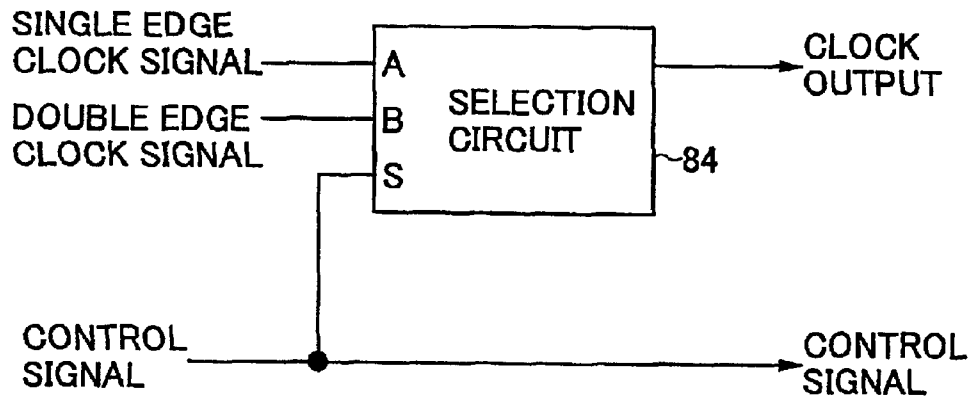 SINGLE EDGE
CLOCK SIGNAL
DOUBLE EDGE
CLOCK SIGNAL
A
B
S
SELECTION
CIRCUIT
84
CLOCK
OUTPUT
CONTROL
SIGNAL
CONTROL
SIGNAL